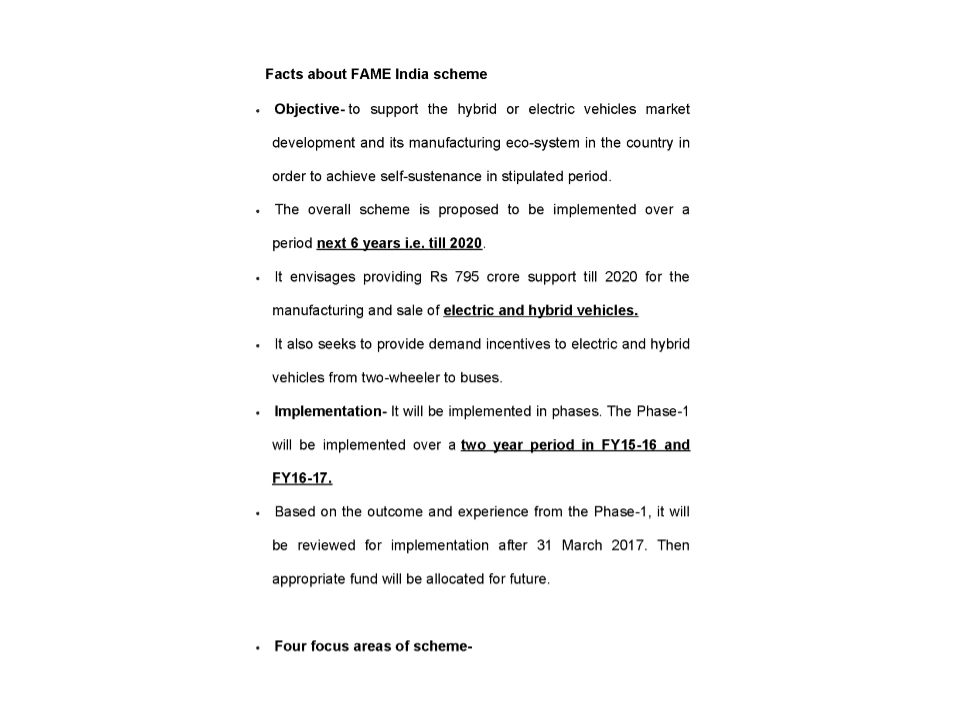 Facts about FAME India scheme
• Objective- to support the hybrid or electric vehicles market
development and its manufacturing eco-system in the country in
order to achieve self-sustenance in stipulated period.
• The overall scheme is proposed to be implemented over a
period next 6 years i.e. till 2020.
• It envisages providing Rs 795 crore support till 2020 for the
manufacturing and sale of electric and hybrid vehicles.
• It also seeks to provide demand incentives to electric and hybrid
vehicles from two-wheeler to buses.
• Implementation- It will be implemented in phases. The Phase-1
will be implemented over a two year period in FY15-16 and
FY16-17.
• Based on the outcome and experience from the Phase-1, it will
be reviewed for implementation after 31 March 2017. Then
appropriate fund will be allocated for future.
• Four focus areas of scheme-